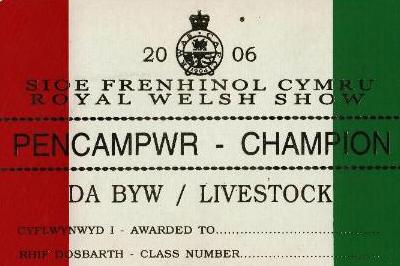 20 06
SIOE FRENHINOL CYMRU
ROYAL WELSH SHOW
PENCAMPWR - CHAMPION
DA BYW / LIVESTOCK
CYFLWYNWYD I - AWARDED TO
RHIF DOSBARTH - CLASS NUMBER